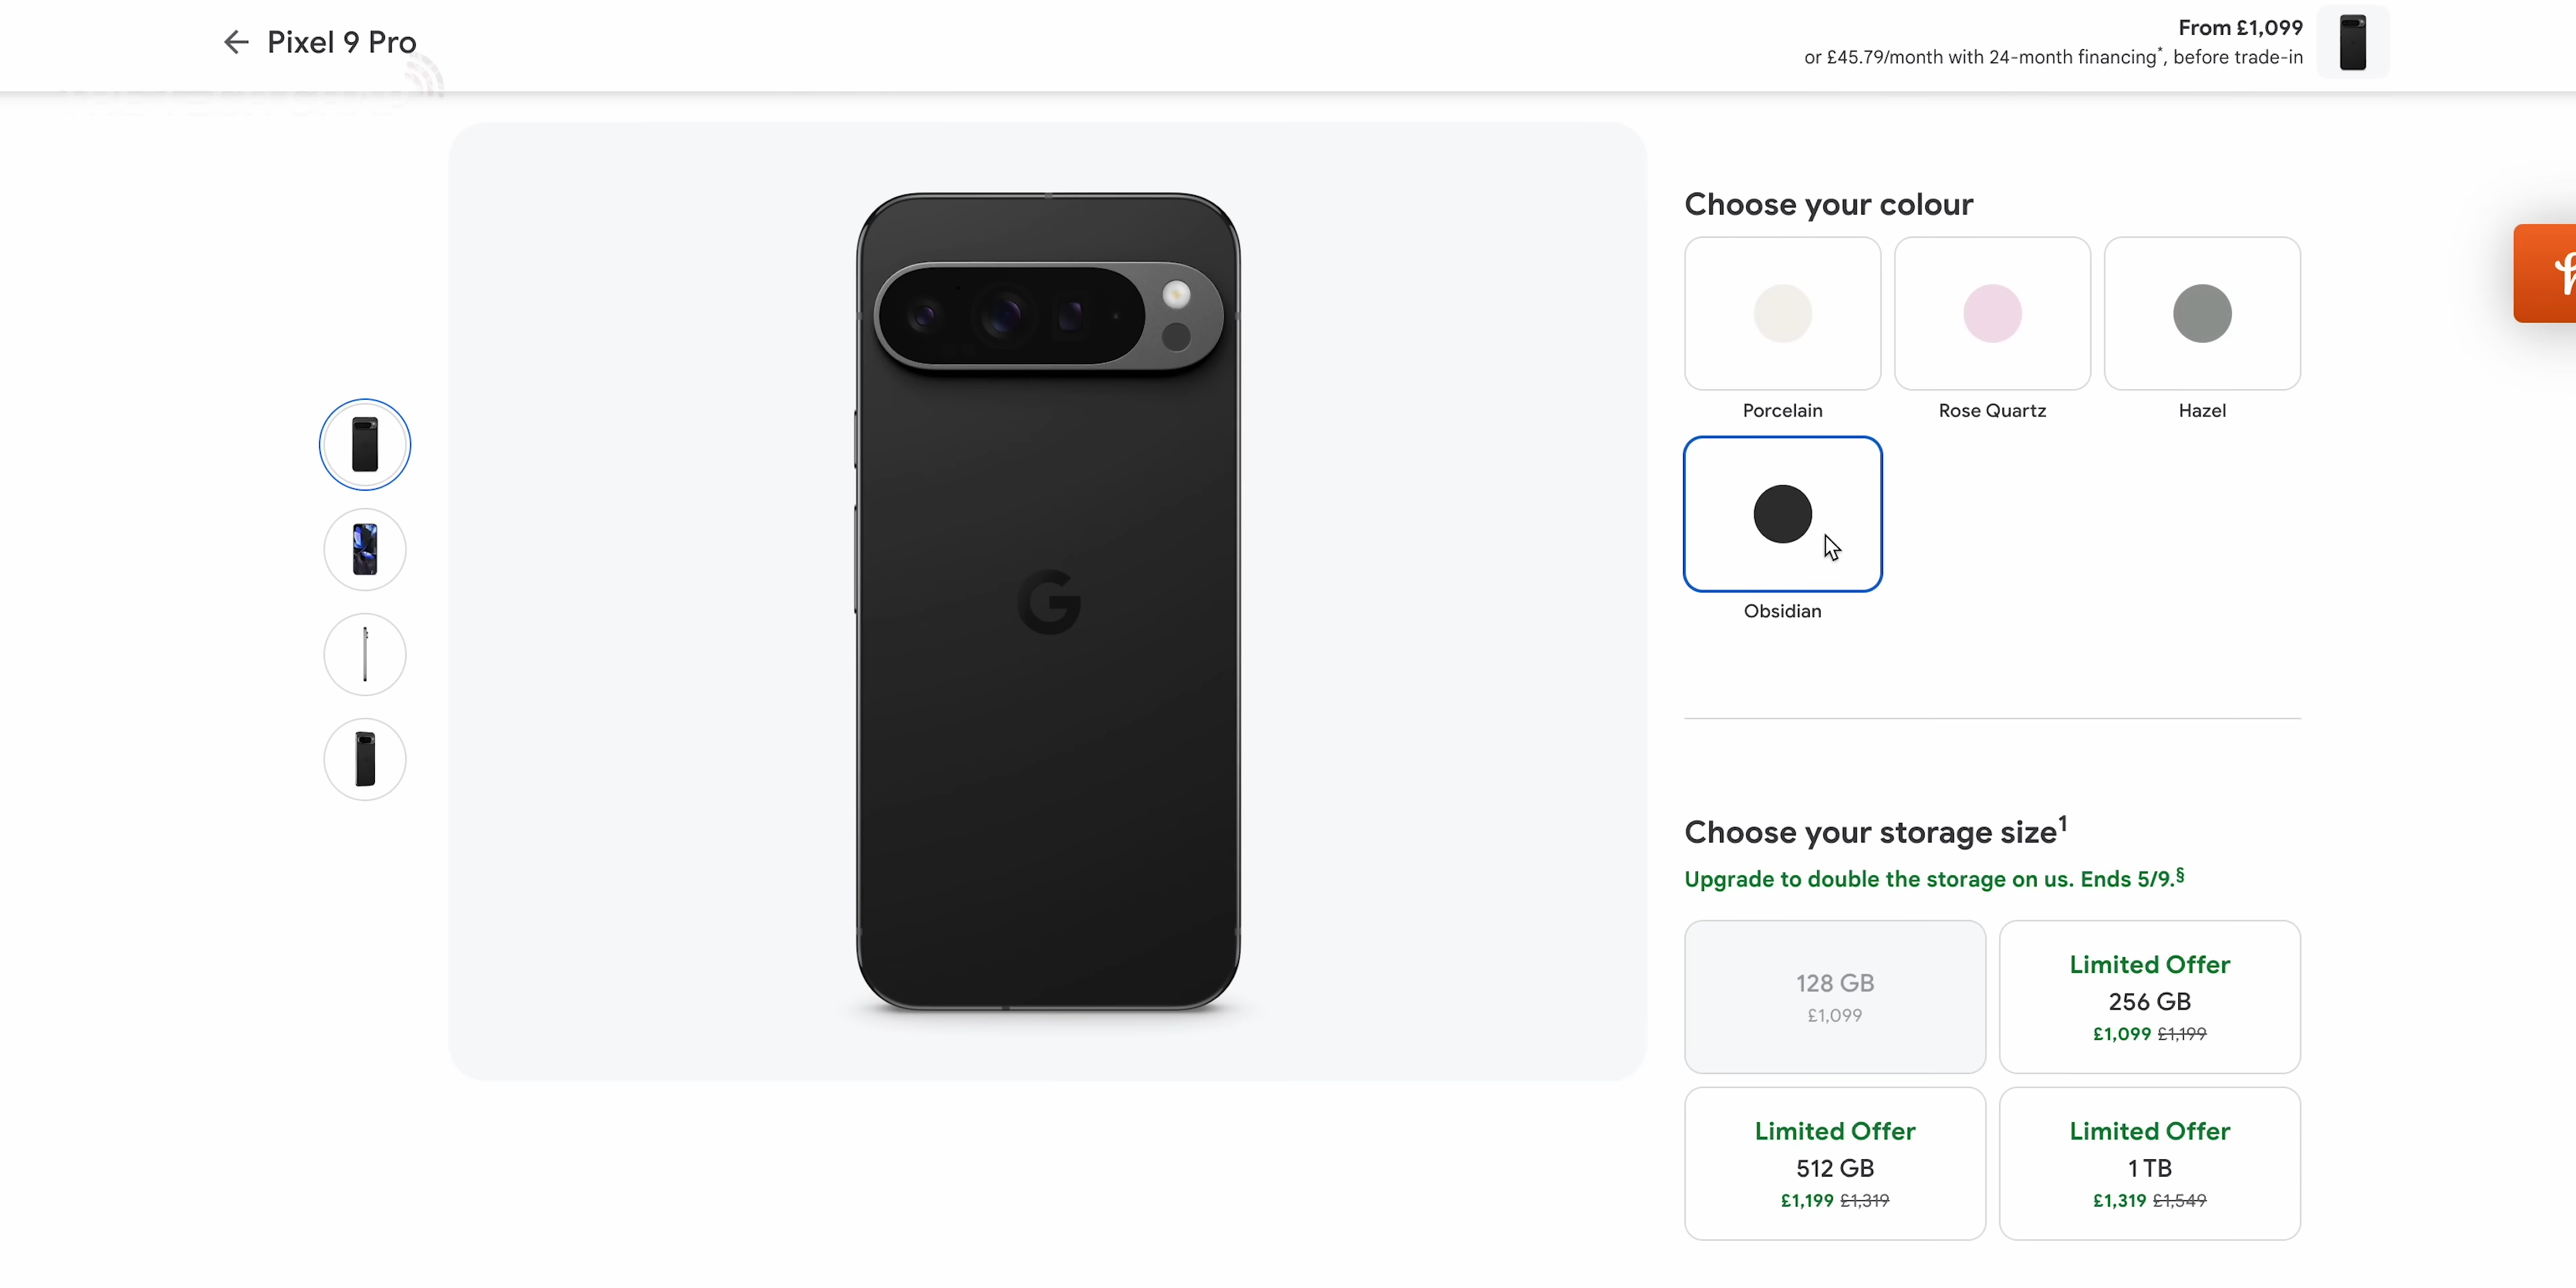 Pixel 9 Pro
From £1,099
or £45.79/month with 24-month financing*, before trade-in
Choose your colour
Porcelain
Rose Quartz
Hazel
Obsidian
Choose your storage size1
Upgrade to double the storage on us. Ends 5/9.§
128 GB
£1,099
Limited Offer
256 GB
£1,099 £1,199
Limited Offer
512 GB
£1,199 £1,319
Limited Offer
1 TB
£1,319 £1,549
G